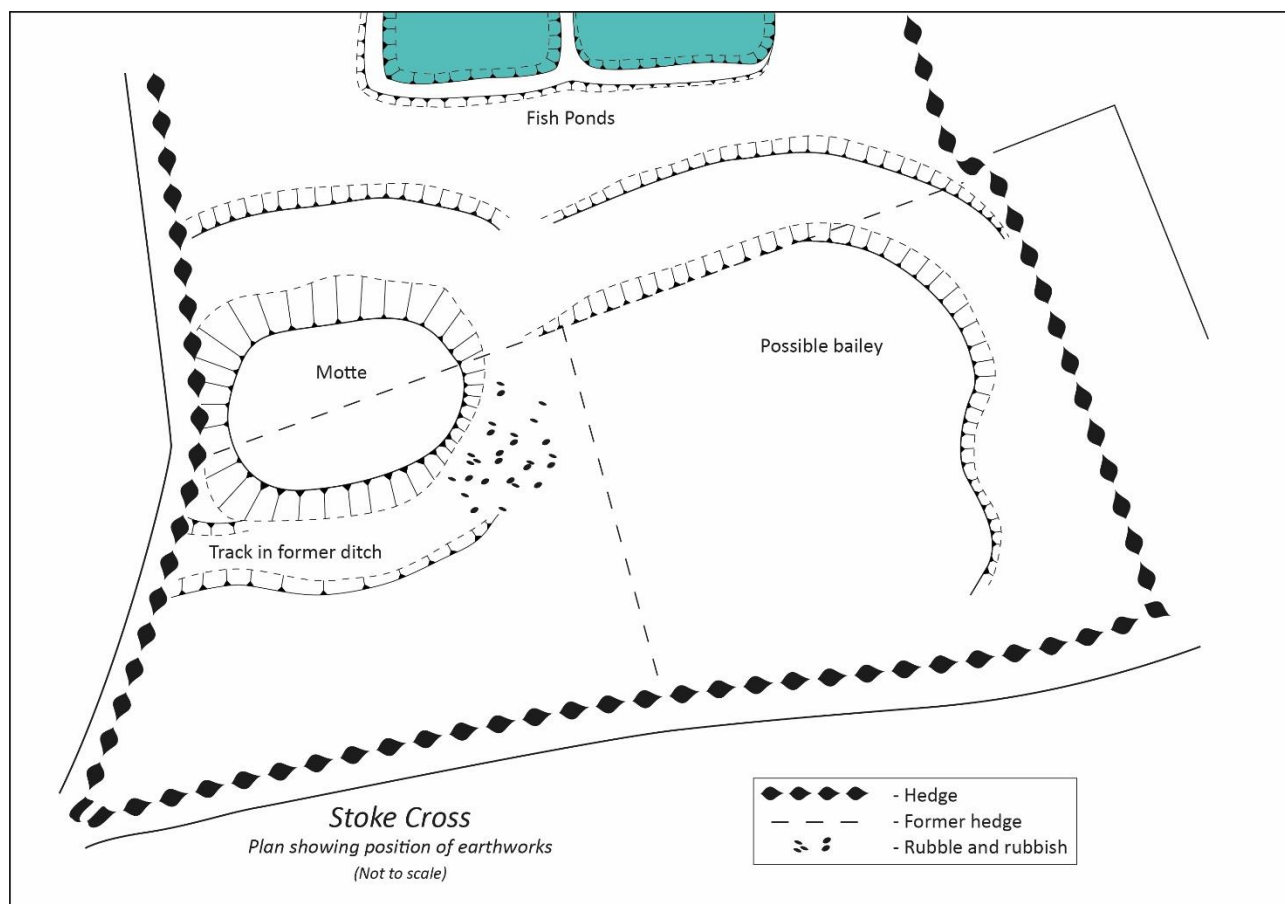 Fish Ponds
Motte
Possible bailey
Track in former ditch
Stoke Cross
Plan showing position of earthworks
(Not to scale)
- Hedge
- Former hedge
- Rubble and rubbish